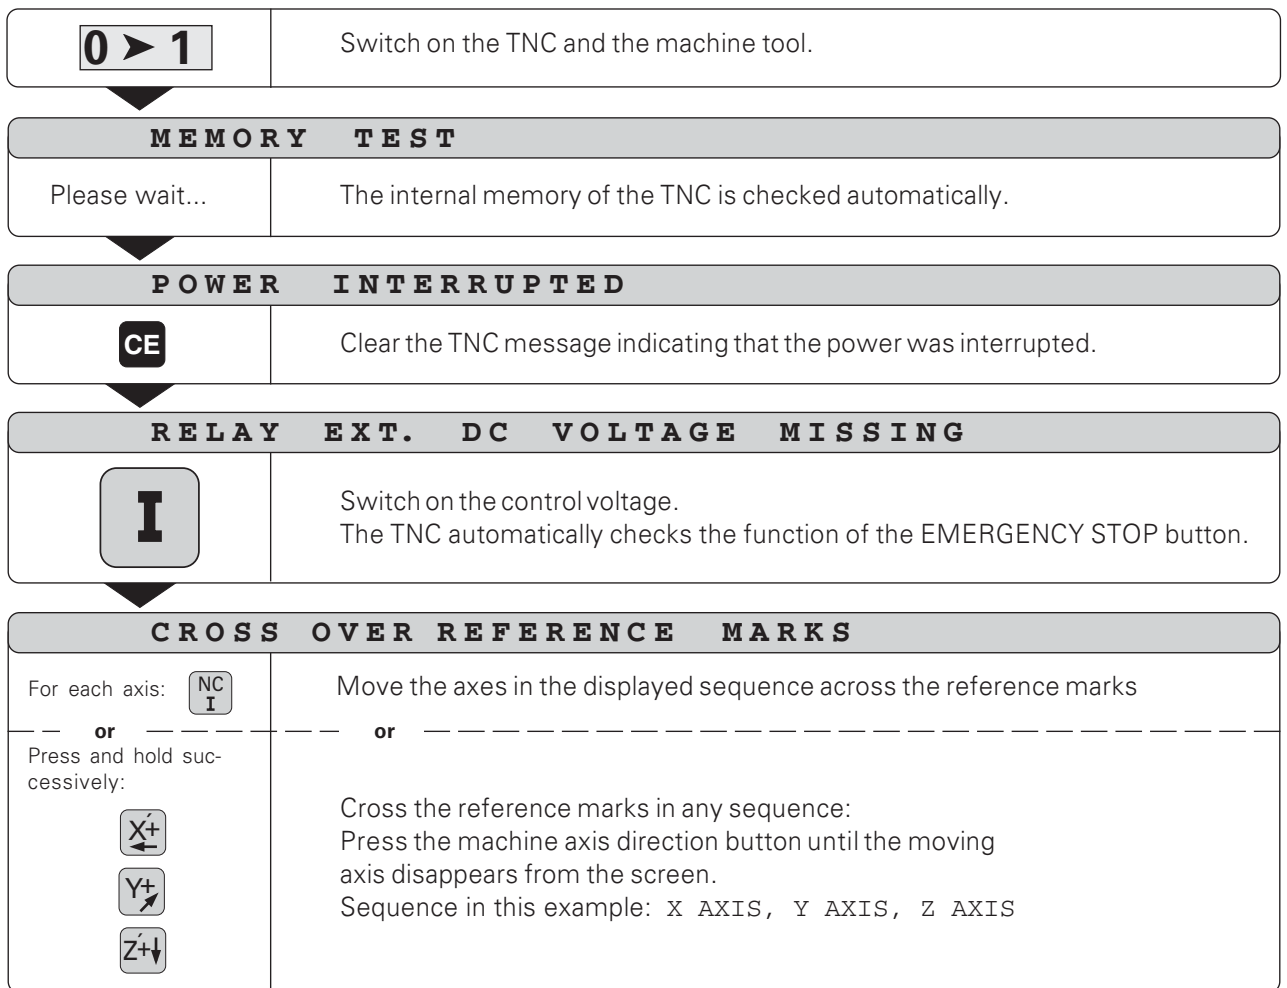 0 ➤ 1
Switch on the TNC and the machine tool.
MEMORY TEST
Please wait...
The internal memory of the TNC is checked automatically.
POWER INTERRUPTED
CE
Clear the TNC message indicating that the power was interrupted.
RELAY EXT. DC VOLTAGE MISSING
I
Switch on the control voltage.
The TNC automatically checks the function of the EMERGENCY STOP button.
CROSS OVER REFERENCE MARKS
For each axis:
NC
I
Move the axes in the displayed sequence across the reference marks
or
or
Press and hold suc-
cessively:
X'+
Y+
Z'+
Cross the reference marks in any sequence:
Press the machine axis direction button until the moving
axis disappears from the screen.
Sequence in this example: X AXIS, Y AXIS, Z AXIS